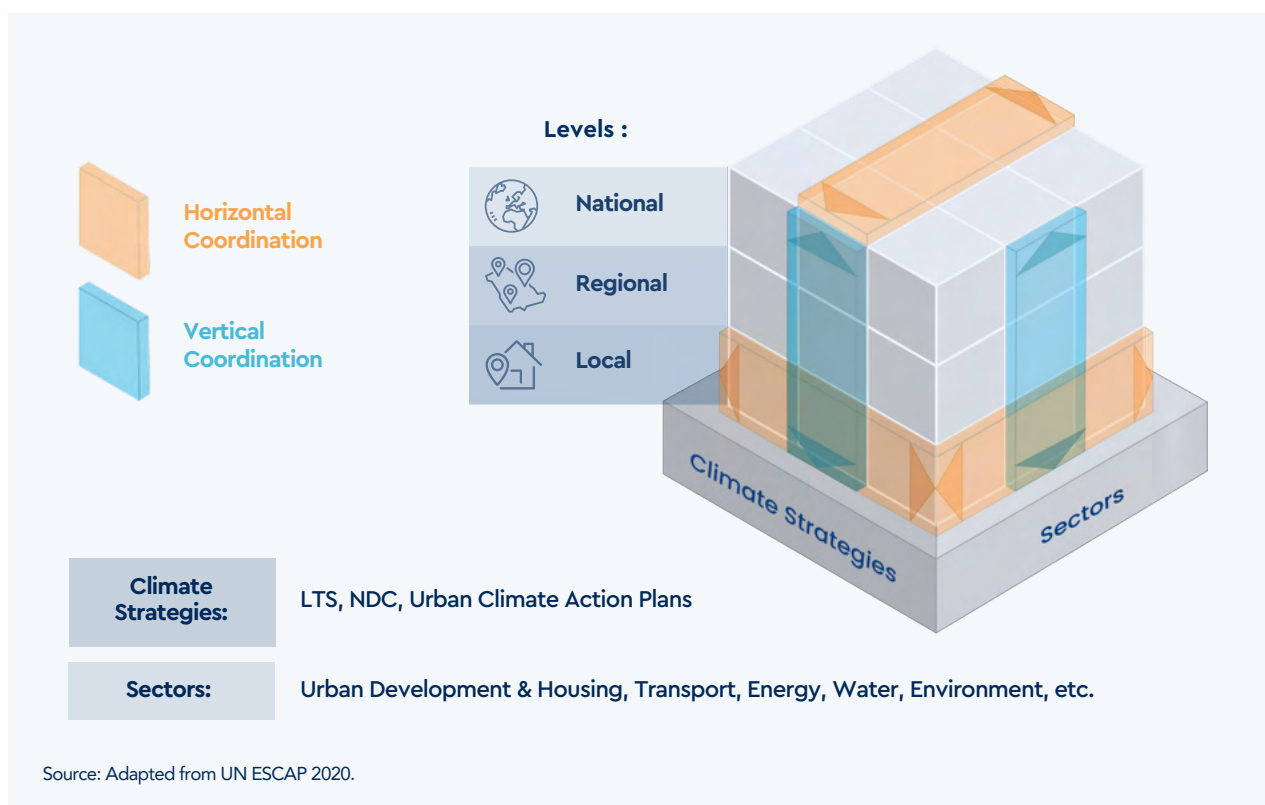 Levels :
National
Horizontal
Coordination
Regional
Vertical
Coordination
Local
Climate Strategies
Sectors
Climate
Strategies:
LTS, NDC, Urban Climate Action Plans
Sectors:
Urban Development & Housing, Transport, Energy, Water, Environment, etc.
Source: Adapted from UN ESCAP 2020.